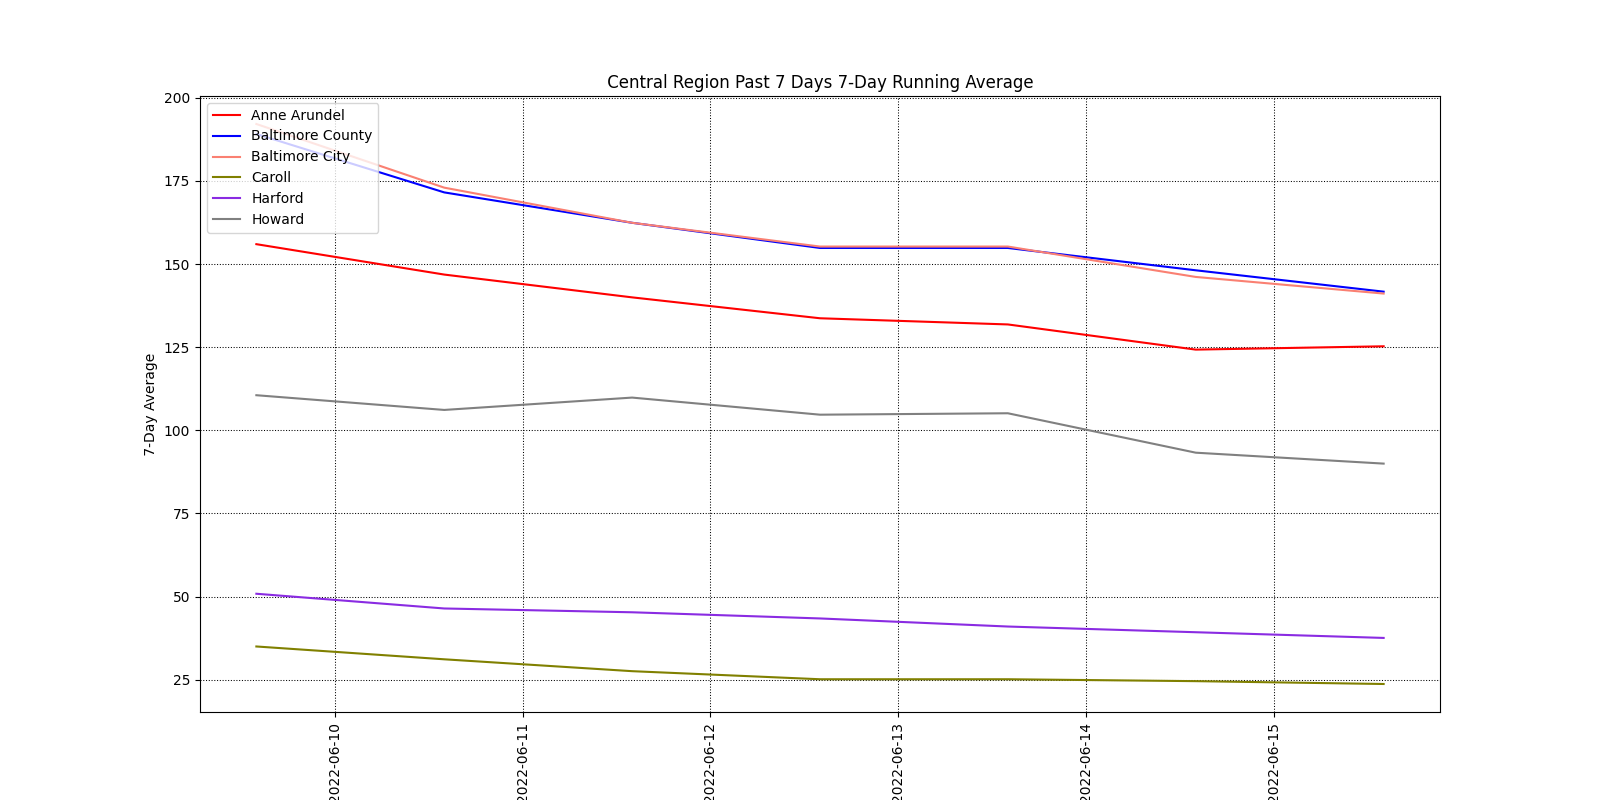 Central Region Past 7 Days 7-Day Running Average
Anne Arundel
Baltimore County
Baltimore City
Caroll
Harford
Howard
7-Day Average
200
175
150
125
100
75
50
25
2022-06-10
2022-06-11
2022-06-12
2022-06-13
2022-06-14
2022-06-15